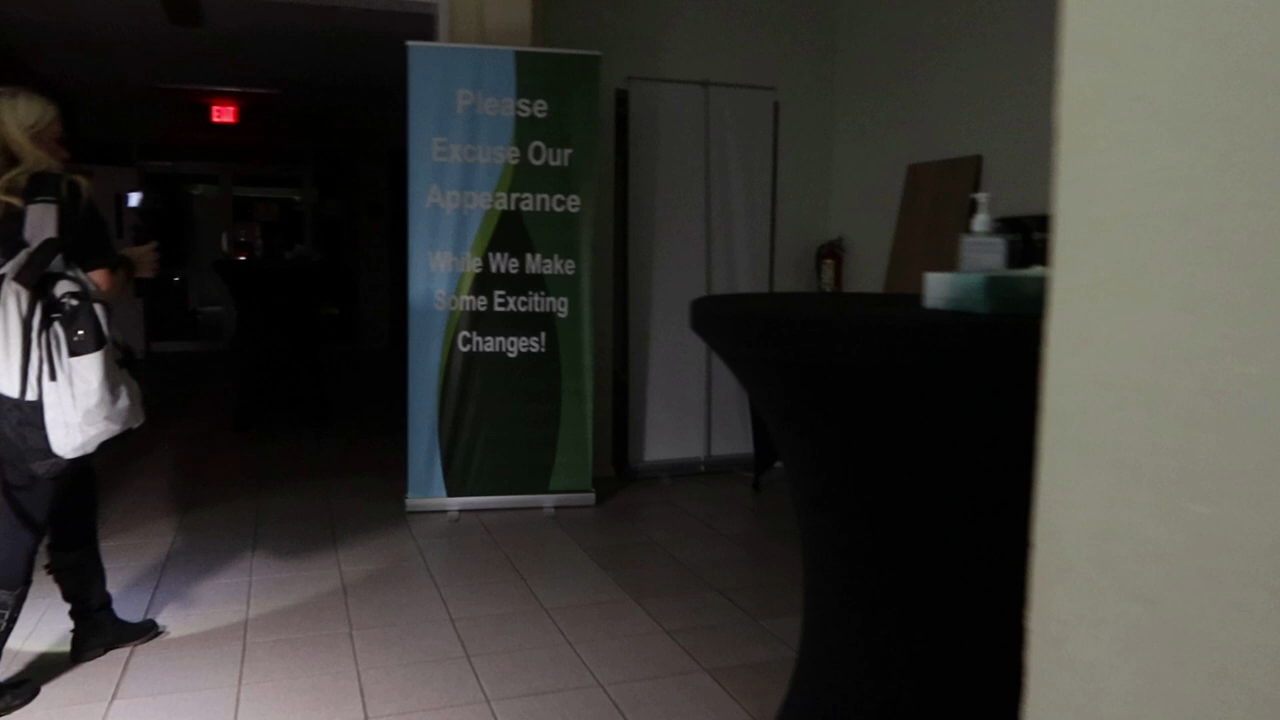 EXIT
Please
Excuse Our
Appearance
While We Make
Some Exciting
Changes!